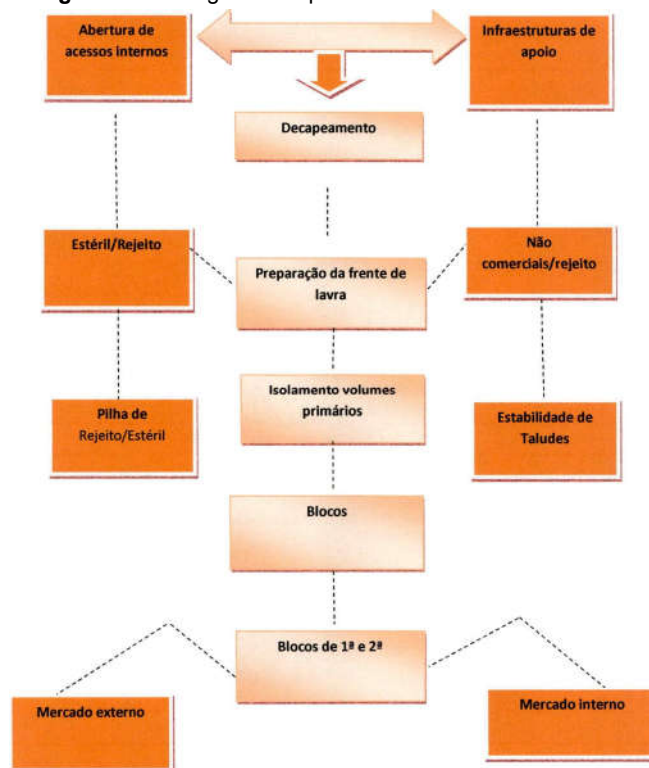 Abertura de
acessos internos
Infraestruturas de
apoio
Decapeamento
Estéril/Rejeito
Preparação da frente de
lavra
Não
comerciais/rejeito
Isolamento volumes
primários
Pilha de
Rejeito/Estéril
Estabilidade de
Taludes
Blocos
Blocos de 1ª e 2ª
Mercado externo
Mercado interno